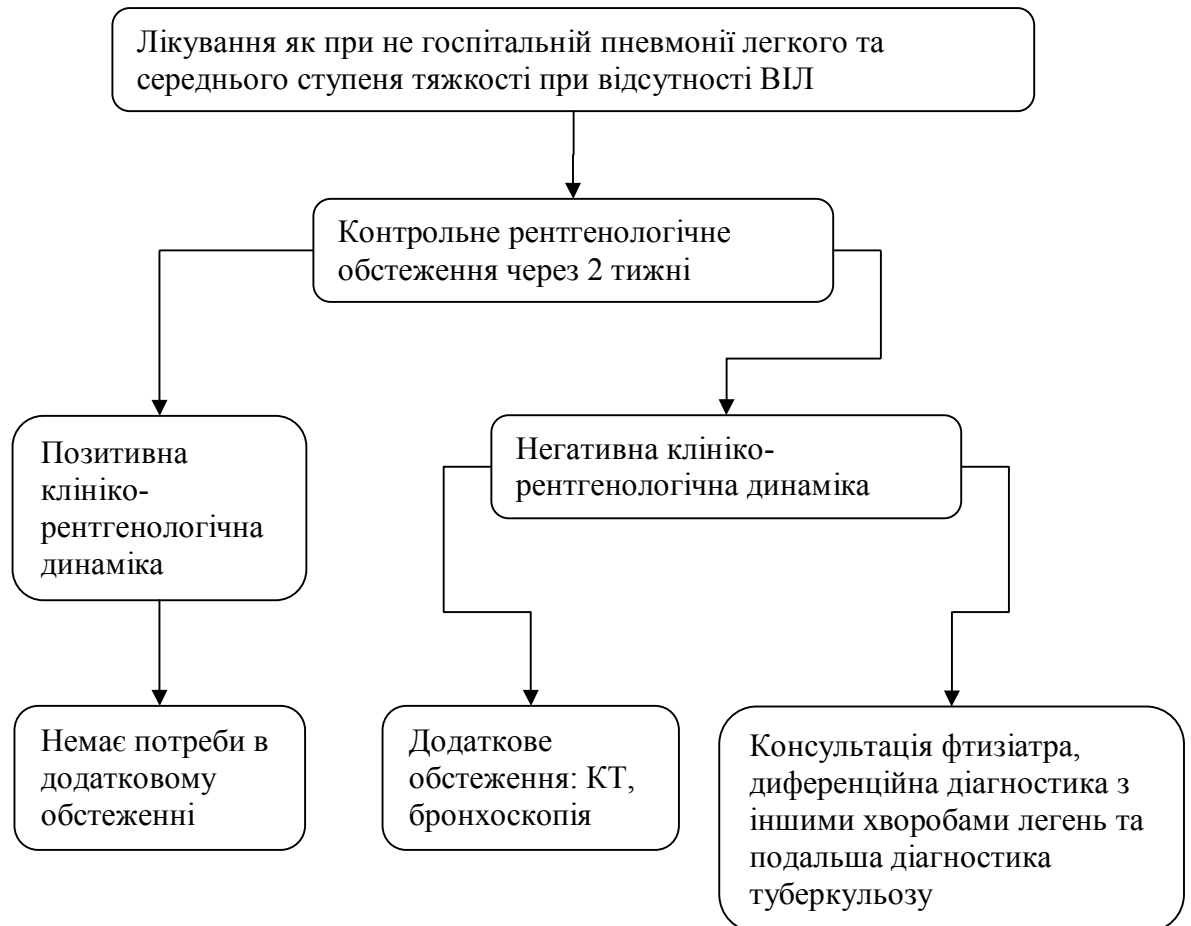 Лікування як при не госпітальній пневмонії легкого та
середнього ступеня тяжкості при відсутності ВІЛ
Контрольне рентгенологічне
обстеження через 2 тижні
Позитивна
клініко-
рентгенологічна
динаміка
Негативна клініко-
рентгенологічна динаміка
Немає потреби в
додатковому
обстеженні
Додаткове
обстеження: КТ,
бронхоскопія
Консультація фтизіатра,
диференційна діагностика з
іншими хворобами легень та
подальша діагностика
туберкульозу